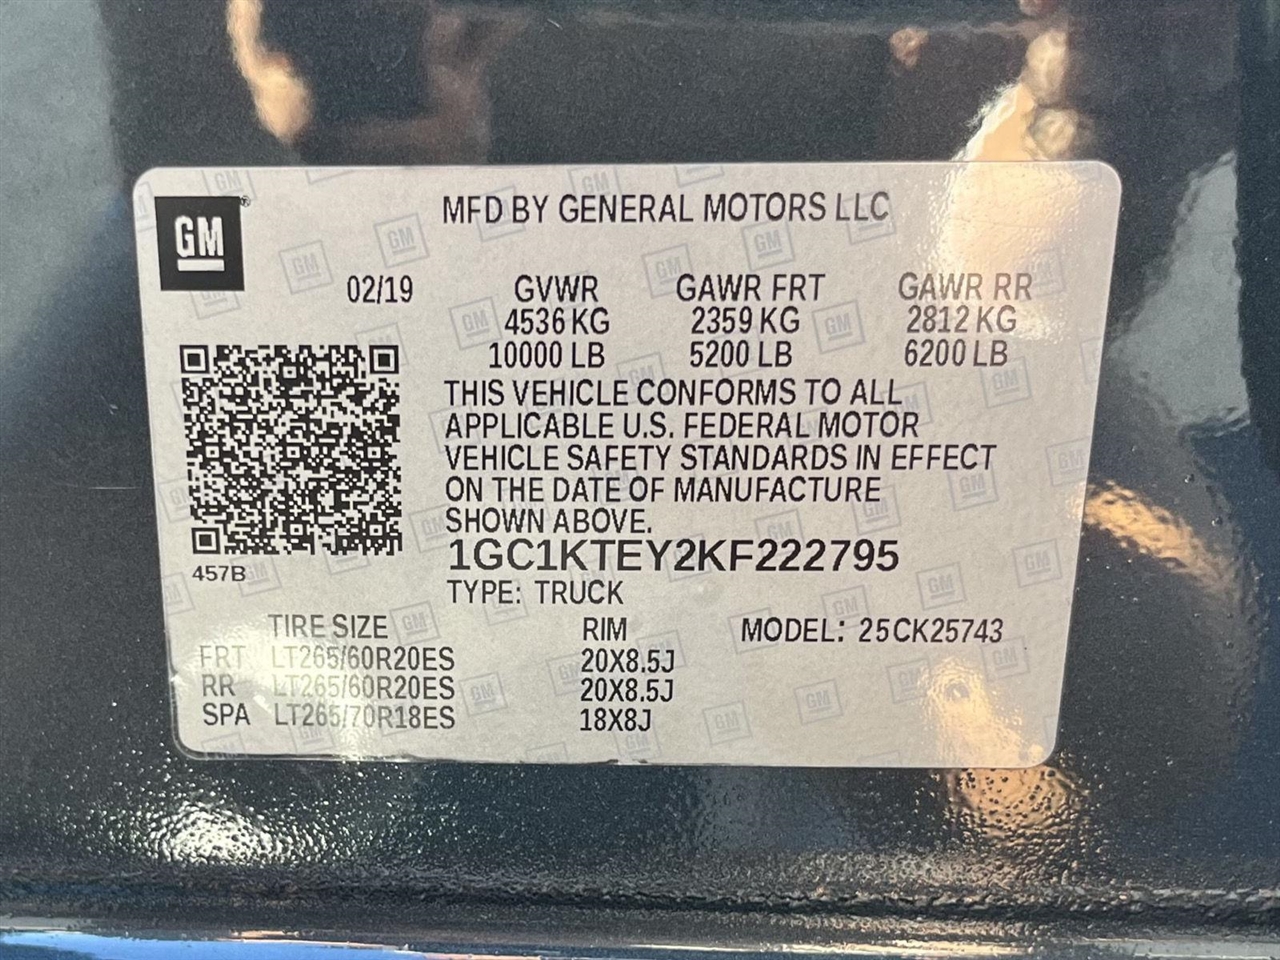 GM
MFD BY GENERAL MOTORS LLC
02/19 GVWR GAWR FRT GAWR RR
4536 KG 2359 KG 2812 KG
10000 LB 5200 LB 6200 LB
THIS VEHICLE CONFORMS TO ALL
APPLICABLE U.S. FEDERAL MOTOR
VEHICLE SAFETY STANDARDS IN EFFECT
ON THE DATE OF MANUFACTURE
SHOWN ABOVE.
1GC1KTEY2KF222795
457B
TYPE: TRUCK
TIRE SIZE RIM MODEL: 25CK25743
FRT LT265/60R20ES 20X8.5J
RR LT265/60R20ES 20X8.5J
SPA LT265/70R18ES 18X8J